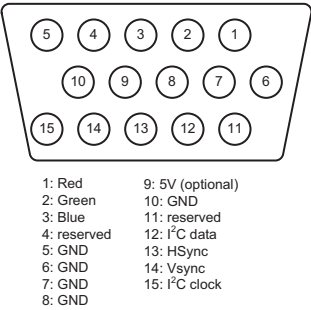 5 4 3 2 1
10 9 8 7 6
15 14 13 12 11
1: Red
2: Green
3: Blue
4: reserved
5: GND
6: GND
7: GND
8: GND
9: 5V (optional)
10: GND
11: reserved
12: I²C data
13: HSync
14: Vsync
15: I²C clock